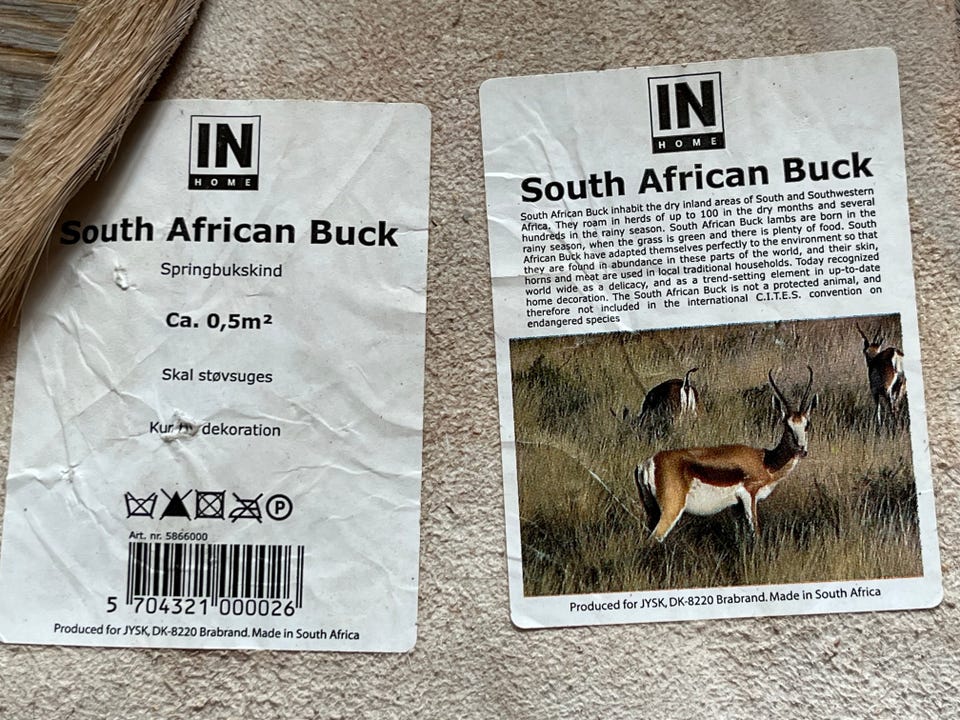 IN
HOME
South African Buck
Springbukskind
Ca. 0,5m²
Skal støvsuges
dekoration
P
Art. nr. 5866000
5 704321 000026
Produced for JYSK, DK-8220 Brabrand. Made in South Africa
IN
HOME
South African Buck
South African Buck inhabit the dry inland areas of South and Southwestern
Africa. They roam in herds of up to 100 in the dry months and several
hundreds in the rainy season. South African Buck lambs are born in the
rainy season, when the grass is green and there is plenty of food. South
African Buck have adapted themselves perfectly to the environment so that
they are found in abundance in these parts of the world, and their skin,
horns and meat are used in local traditional households. Today recognized
world wide as a delicacy, and as a trend-setting element in up-to-date
home decoration. The South African Buck is not a protected animal, and
therefore not included in the international C.I.T.E.S. convention on
endangered species
Produced for JYSK, DK-8220 Brabrand. Made in South Africa